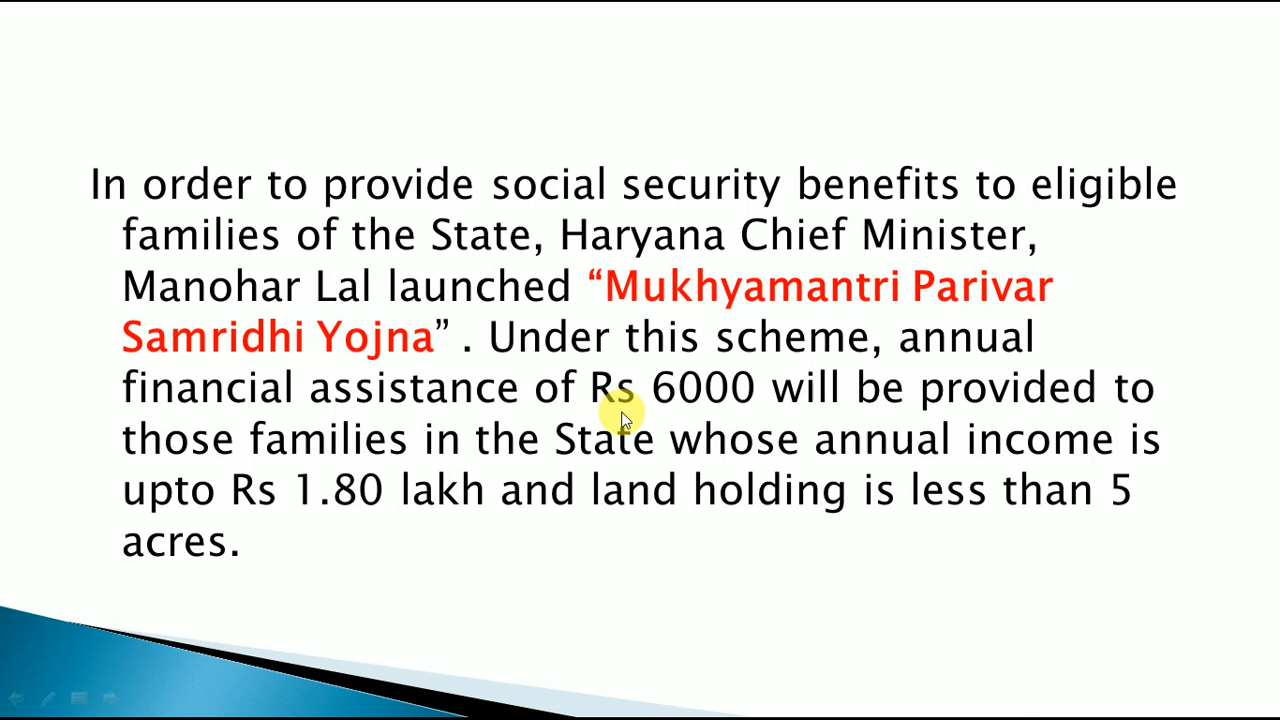 In order to provide social security benefits to eligible
families of the State, Haryana Chief Minister,
Manohar Lal launched “Mukhyamantri Parivar
Samridhi Yojna” . Under this scheme, annual
financial assistance of Rs 6000 will be provided to
those families in the State whose annual income is
upto Rs 1.80 lakh and land holding is less than 5
acres.